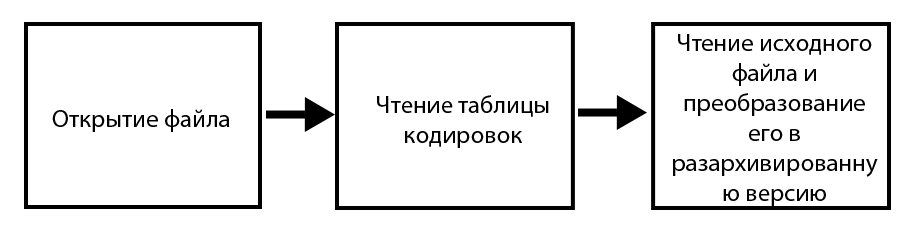 Открытие файла
Чтение таблицы
кодировок
Чтение исходного
файла и
преобразование
его в
разархивированну
ю версию